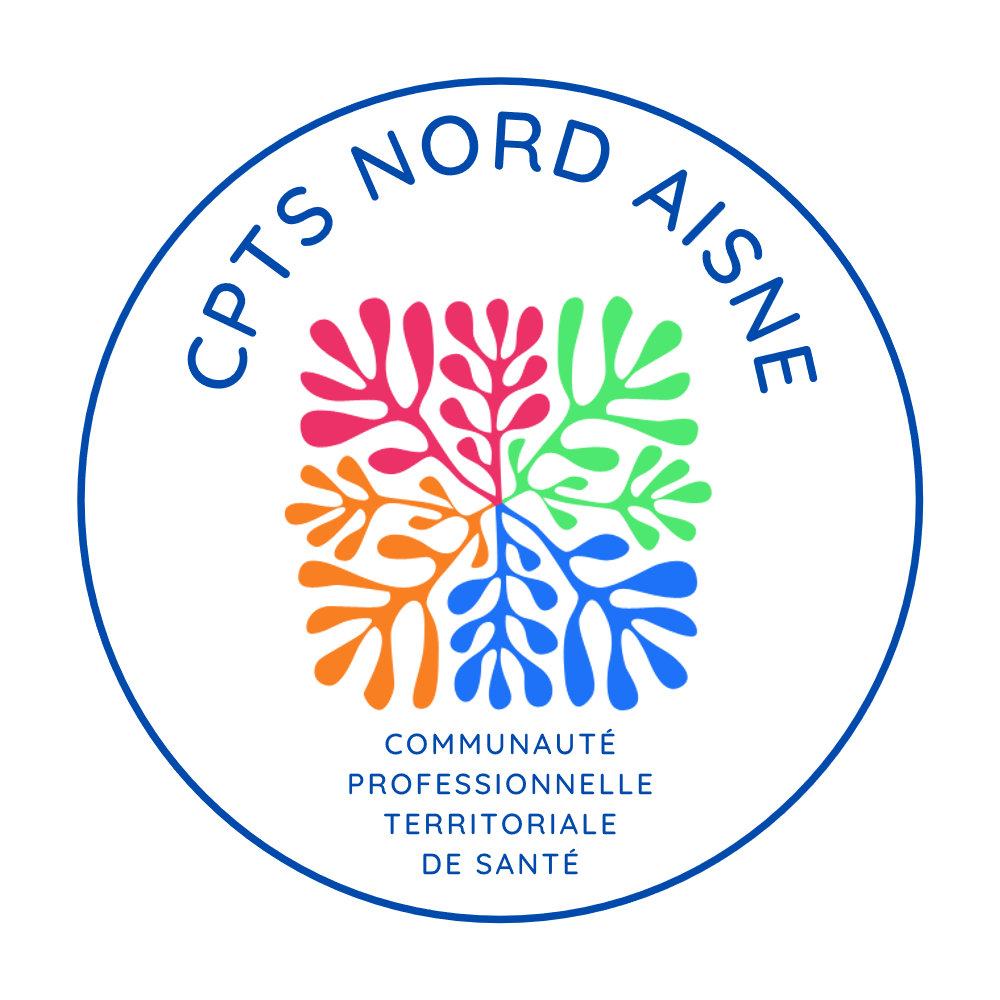 CPTS NORD AISNE
COMMUNAUTÉ
PROFESSIONNELLE
TERRITORIALE
DE SANTÉ